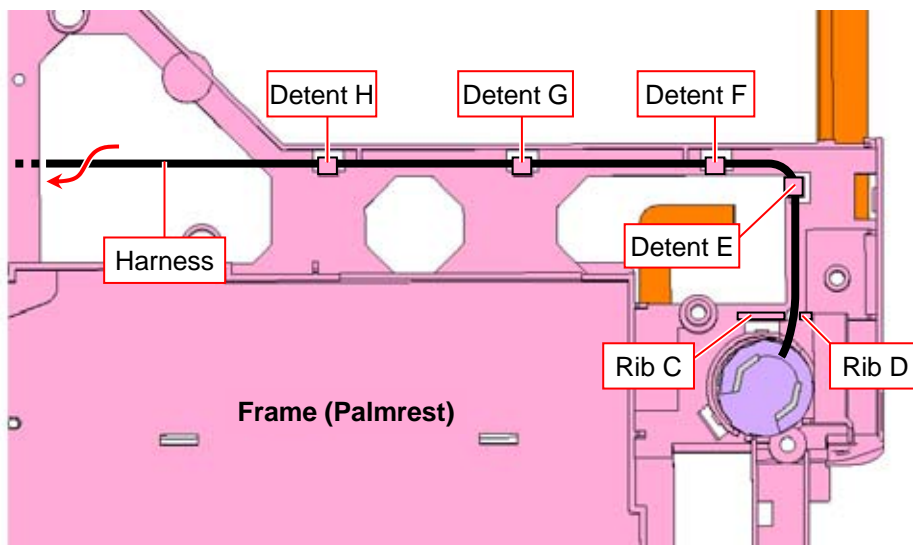 Detent H
Detent G
Detent F
Detent E
Harness
Rib C
Rib D
Frame (Palmrest)